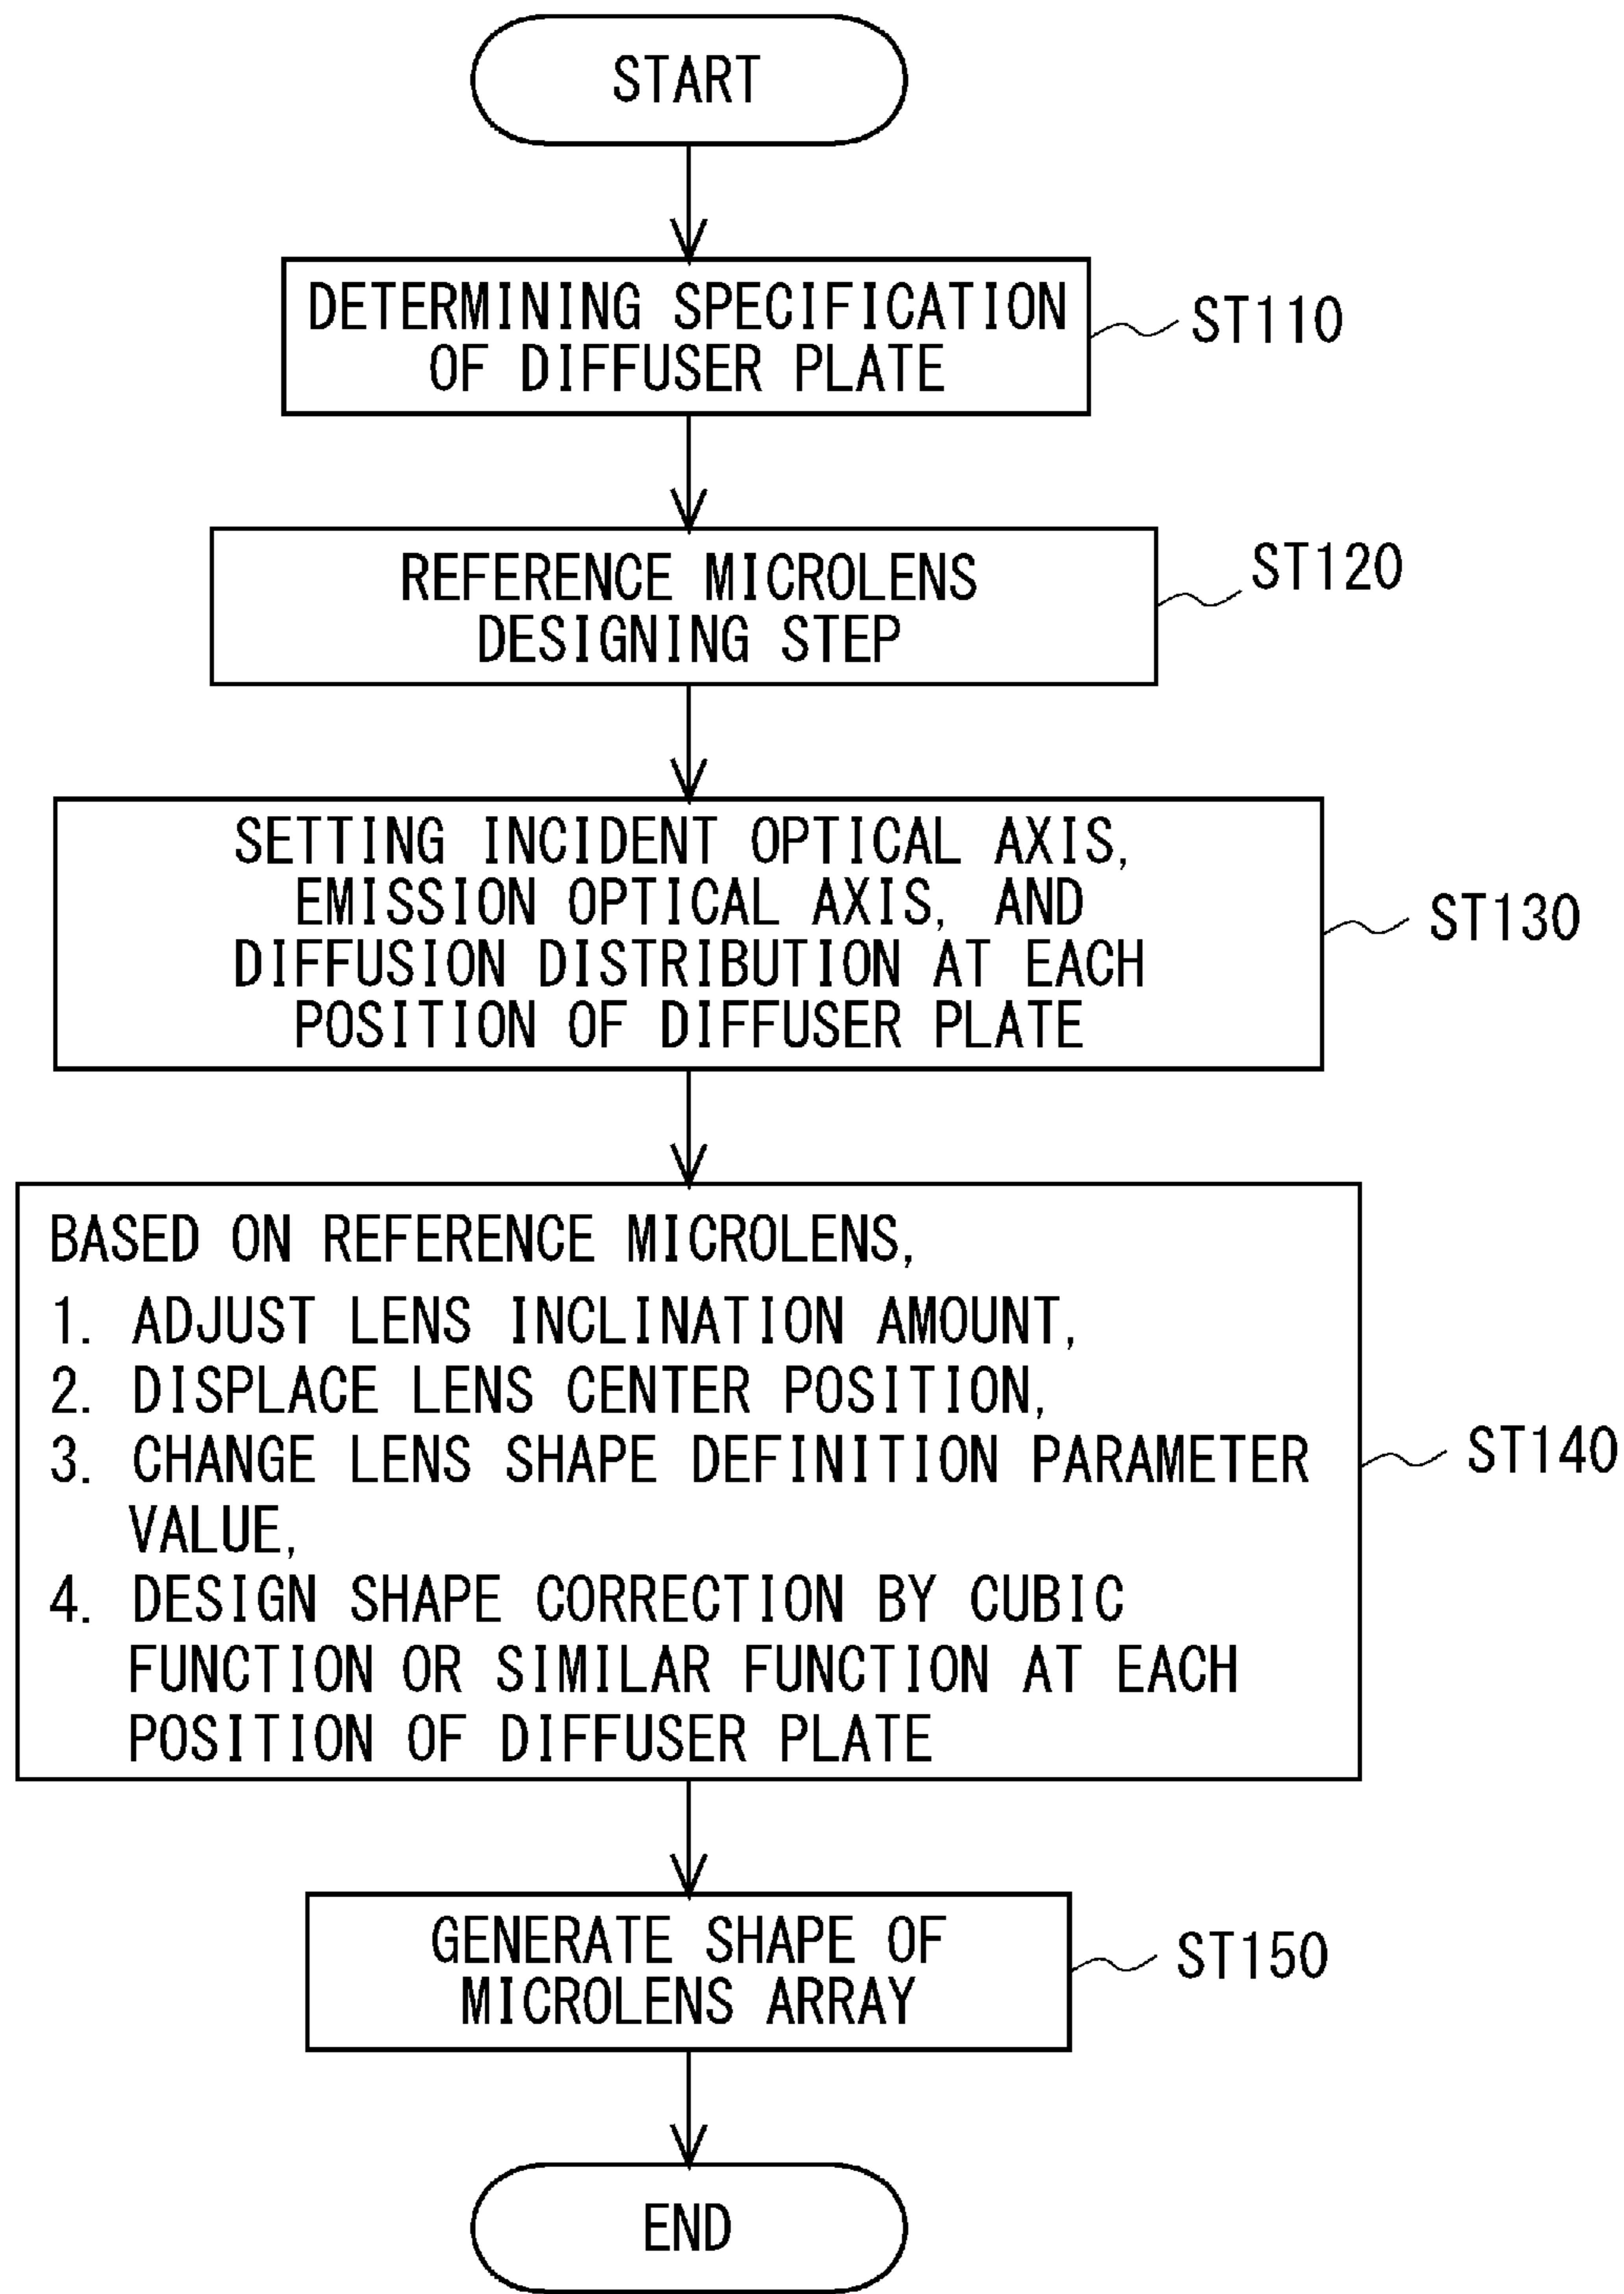 START
DETERMINING SPECIFICATION
OF DIFFUSER PLATE
ST110
REFERENCE MICROLENS
DESIGNING STEP
ST120
SETTING INCIDENT OPTICAL AXIS,
EMISSION OPTICAL AXIS, AND
DIFFUSION DISTRIBUTION AT EACH
POSITION OF DIFFUSER PLATE
ST130
BASED ON REFERENCE MICROLENS,
1. ADJUST LENS INCLINATION AMOUNT,
2. DISPLACE LENS CENTER POSITION,
3. CHANGE LENS SHAPE DEFINITION PARAMETER
VALUE,
4. DESIGN SHAPE CORRECTION BY CUBIC
FUNCTION OR SIMILAR FUNCTION AT EACH
POSITION OF DIFFUSER PLATE
ST140
GENERATE SHAPE OF
MICROLENS ARRAY
ST150
END